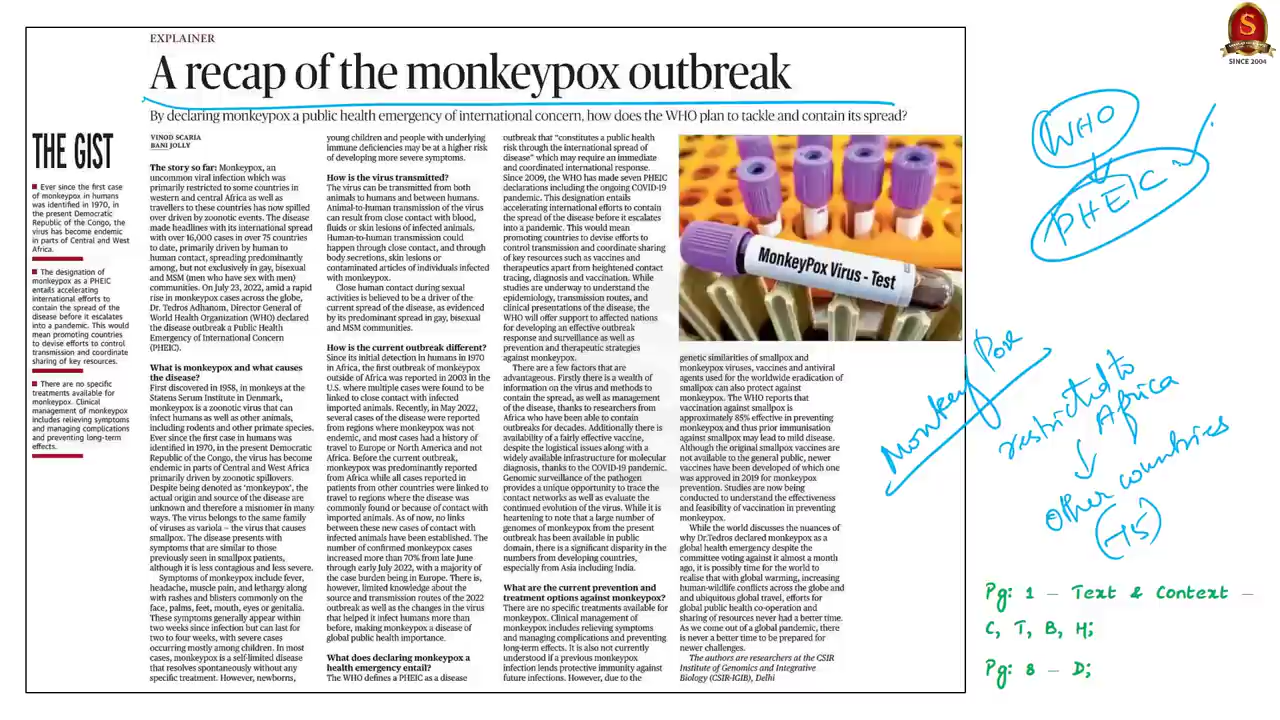 EXPLAINER
A recap of the monkeypox outbreak
By declaring monkeypox a public health emergency of international concern, how does the WHO plan to tackle and contain its spread?
THE GIST
Ever since the first case
of monkeypox in humans
was identified in 1970, in
the present Democratic
Republic of the Congo, the
virus has become endemic
in parts of Central and West
Africa.
The designation of
monkeypox as a PHEIC
entails accelerating
international efforts to
contain the spread of the
disease before it escalates
into a pandemic. This would
mean promoting countries
to devise efforts to control
transmission and coordinate
sharing of key resources.
There are no specific
treatments available for
monkeypox. Clinical
management of monkeypox
includes relieving symptoms
and managing complications
and preventing long-term
effects.
VINOD SCARIA
BANI JOLLY
The story so far: Monkeypox, an
uncommon viral infection which was
primarily restricted to some countries in
western and central Africa as well as
travellers to these countries has now spilled
over driven by zoonotic events. The disease
made headlines with its international spread
with over 16,000 cases in over 75 countries
to date, primarily driven by human to
human contact, spreading predominantly
among, but not exclusively in gay, bisexual
and MSM (men who have sex with men)
communities. On July 23, 2022, amid a rapid
rise in monkeypox cases across the globe,
Dr. Tedros Adhanom, Director General of
World Health Organization (WHO) declared
the disease outbreak a Public Health
Emergency of International Concern
(PHEIC).
What is monkeypox and what causes
the disease?
First discovered in 1958, in monkeys at the
Statens Serum Institute in Denmark,
monkeypox is a zoonotic virus that can
infect humans as well as other animals,
including rodents and other primate species.
Ever since the first case in humans was
identified in 1970, in the present Democratic
Republic of the Congo, the virus has become
endemic in parts of Central and West Africa
primarily driven by zoonotic spillovers.
Despite being denoted as 'monkeypox', the
actual origin and source of the disease are
unknown and therefore a misnomer in many
ways. The virus belongs to the same family
of viruses as variola – the virus that causes
smallpox. The disease presents with
symptoms that are similar to those
previously seen in smallpox patients,
although it is less contagious and less severe.
Symptoms of monkeypox include fever,
headache, muscle pain, and lethargy along
with rashes and blisters commonly on the
face, palms, feet, mouth, eyes or genitalia.
These symptoms generally appear within
two weeks since infection but can last for
two to four weeks, with severe cases
occurring mostly among children. In most
cases, monkeypox is a self-limited disease
that resolves spontaneously without any
specific treatment. However, newborns,
young children and people with underlying
immune deficiencies may be at a higher risk
of developing more severe symptoms.
How is the virus transmitted?
The virus can be transmitted from both
animals to humans and between humans.
Animal-to-human transmission of the virus
can result from close contact with blood,
fluids or skin lesions of infected animals.
Human-to-human transmission could
happen through close contact, and through
body secretions, skin lesions or
contaminated articles of individuals infected
with monkeypox.
Close human contact during sexual
activities is believed to be a driver of the
current spread of the disease, as evidenced
by its predominant spread in gay, bisexual
and MSM communities.
How is the current outbreak different?
Since its initial detection in humans in 1970
in Africa, the first outbreak of monkeypox
outside of Africa was reported in 2003 in the
U.S. where multiple cases were found to be
linked to close contact with infected
imported animals. Recently, in May 2022,
several cases of the disease were reported
from regions where monkeypox was not
endemic, and most cases had a history of
travel to Europe or North America and not
Africa. Before the current outbreak,
monkeypox was predominantly reported
from Africa while all cases reported in
patients from other countries were linked to
travel to regions where the disease was
commonly found or because of contact with
imported animals. As of now, no links
between these new cases of contact with
infected animals have been established. The
number of confirmed monkeypox cases
increased more than 70% from late June
through early July 2022, with a majority of
the case burden being in Europe. There is,
however, limited knowledge about the
source and transmission routes of the 2022
outbreak as well as the changes in the virus
that helped it infect humans more than
before, making monkeypox a disease of
global public health importance.
What does declaring monkeypox a
health emergency entail?
The WHO defines a PHEIC as a disease
outbreak that "constitutes a public health
risk through the international spread of
disease" which may require an immediate
and coordinated international response.
Since 2009, the WHO has made seven PHEIC
declarations including the ongoing COVID-19
pandemic. This designation entails
accelerating international efforts to contain
the spread of the disease before it escalates
into a pandemic. This would mean
promoting countries to devise efforts to
control transmission and coordinate sharing
of key resources such as vaccines and
therapeutics apart from heightened contact
tracing, diagnosis and vaccination. While
studies are underway to understand the
epidemiology, transmission routes, and
clinical presentations of the disease, the
WHO will offer support to affected nations
for developing an effective outbreak
response and surveillance as well as
prevention and therapeutic strategies
against monkeypox.
There are a few factors that are
advantageous. Firstly there is a wealth of
information on the virus and methods to
contain the spread, as well as management
of the disease, thanks to researchers from
Africa who have been able to contain
outbreaks for decades. Additionally there is
availability of a fairly effective vaccine,
despite the logistical issues along with a
widely available infrastructure for molecular
diagnosis, thanks to the COVID-19 pandemic.
Genomic surveillance of the pathogen
provides a unique opportunity to trace the
contact networks as well as evaluate the
continued evolution of the virus. While it is
heartening to note that a large number of
genomes of monkeypox from the present
outbreak has been available in public
domain, there is a significant disparity in the
numbers from developing countries,
especially from Asia including India.
What are the current prevention and
treatment options against monkeypox?
There are no specific treatments available for
monkeypox. Clinical management of
monkeypox includes relieving symptoms
and managing complications and preventing
long-term effects. It is also not currently
understood if a previous monkeypox
infection lends protective immunity against
future infections. However, due to the
MonkeyPox Virus - Test
genetic similarities of smallpox and
monkeypox viruses, vaccines and antiviral
agents used for the worldwide eradication of
smallpox can also protect against
monkeypox. The WHO reports that
vaccination against smallpox is
approximately 85% effective in preventing
monkeypox and thus prior immunisation
against smallpox may lead to mild disease.
Although the original smallpox vaccines are
not available to the general public, newer
vaccines have been developed of which one
was approved in 2019 for monkeypox
prevention. Studies are now being
conducted to understand the effectiveness
and feasibility of vaccination in preventing
monkeypox.
While the world discusses the nuances of
why Dr.Tedros declared monkeypox as a
global health emergency despite the
committee voting against it almost a month
ago, it is possibly time for the world to
realise that with global warming, increasing
human-wildlife conflicts across the globe and
and ubiquitous global travel, efforts for
global public health co-operation and
sharing of resources never had a better time.
As we come out of a global pandemic, there
is never a better time to be prepared for
newer challenges.
The authors are researchers at the CSIR
Institute of Genomics and Integrative
Biology (CSIR-IGIB), Delhi
S
SINCE 2004
WHO
PHEIC
Monkey Pox
restricted to
Africa
other countries
(75)
Pg: 1 – Text & Context –
C, T, B, H;
Pg: 8 – D;